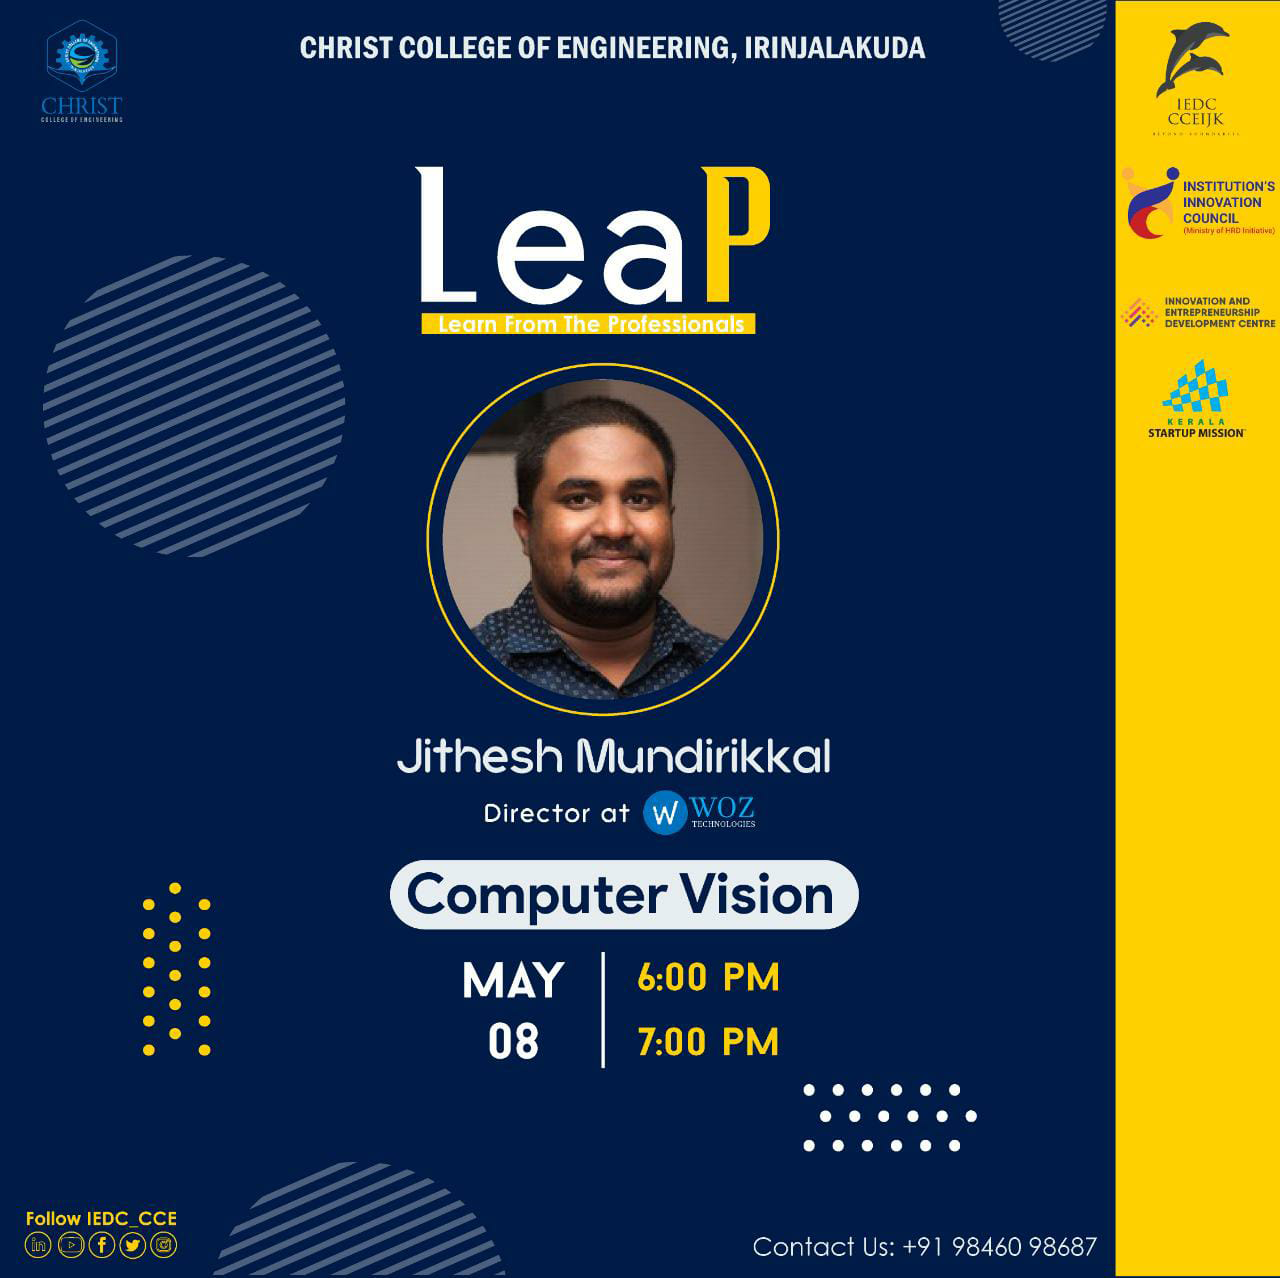 CHRIST COLLEGE OF ENGINEERING, IRINJALAKUDA
CHRIST
COLLEGE OF ENGINEERING
LeaP
Learn From The Professionals
Jithesh Mundirikkal
Director at W WOZ
TECHNOLOGIES
Computer Vision
MAY
08
6:00 PM
7:00 PM
Follow IEDC_CCE
Contact Us: +91 98460 98687
IEDC
CCEIJK
BEYOND BOUNDARIES
INSTITUTION'S
INNOVATION
COUNCIL
(Ministry of HRD Initiative)
INNOVATION AND
ENTREPRENEURSHIP
DEVELOPMENT CENTRE
KERALA
STARTUP MISSION